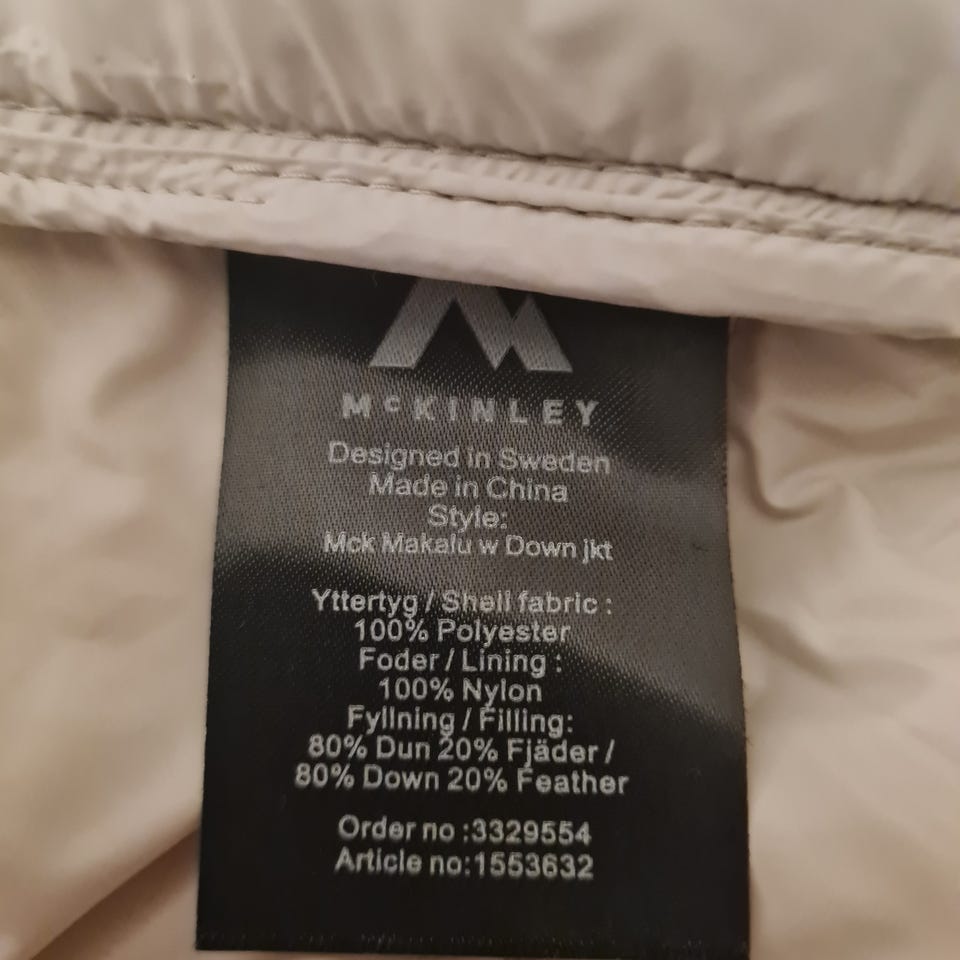 McKINLEY
Designed in Sweden
Made in China
Style:
Mck Makalu w Down jkt
Yttertyg / Shell fabric :
100% Polyester
Foder / Lining :
100% Nylon
Fyllning / Filling:
80% Dun 20% Fjäder /
80% Down 20% Feather
Order no :3329554
Article no:1553632